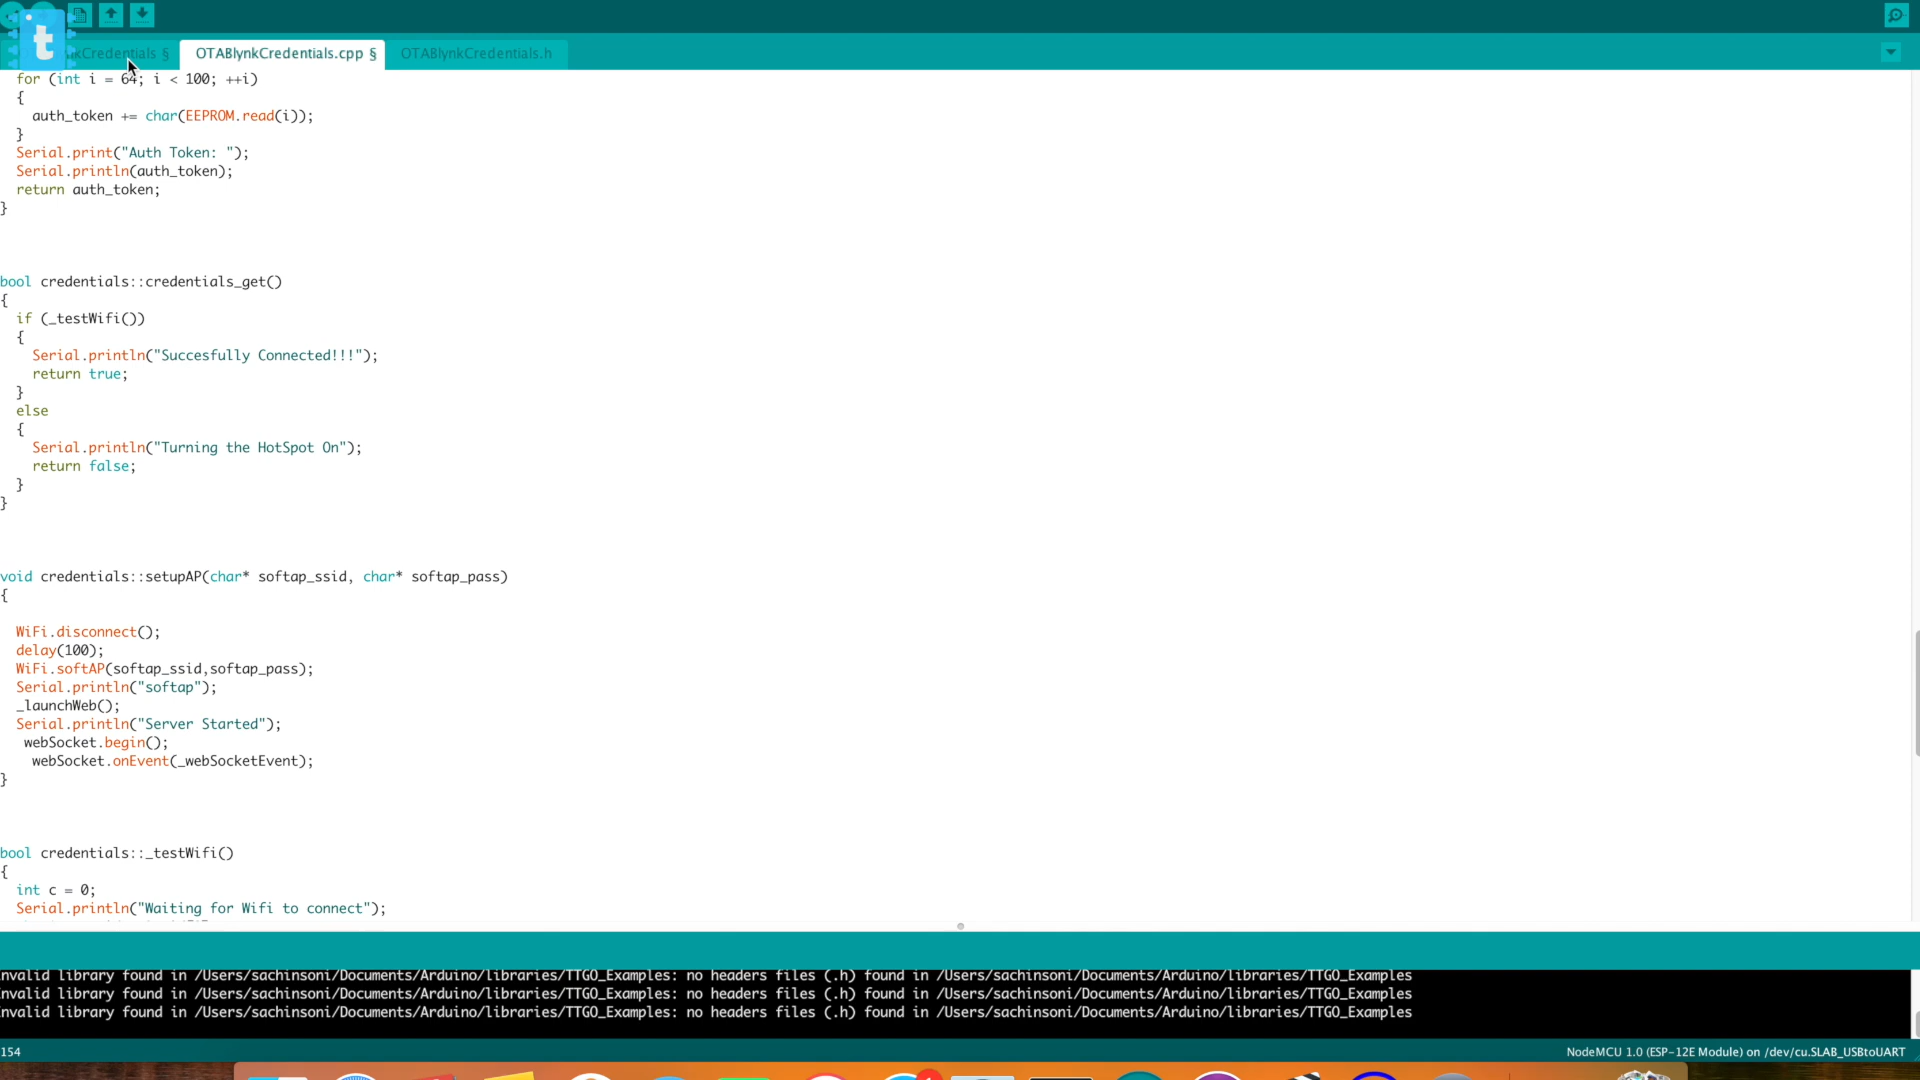 t
kCredentials §
OTABlynkCredentials.cpp §
OTABlynkCredentials.h
for (int i = 64; i < 100; ++i)
{
auth_token += char(EEPROM.read(i));
}
Serial.print("Auth Token: ");
Serial.println(auth_token);
return auth_token;
}
bool credentials::credentials_get()
{
if (_testWifi())
{
Serial.println("Succesfully Connected!!!");
return true;
}
else
{
Serial.println("Turning the HotSpot On");
return false;
}
}
void credentials::setupAP(char* softap_ssid, char* softap_pass)
{
WiFi.disconnect();
delay(100);
WiFi.softAP(softap_ssid,softap_pass);
Serial.println("softap");
_launchWeb();
Serial.println("Server Started");
webSocket.begin();
webSocket.onEvent(_webSocketEvent);
}
bool credentials::_testWifi()
{
int c = 0;
Serial.println("Waiting for Wifi to connect");
nvalid library found in /Users/sachinsoni/Documents/Arduino/libraries/TTGO_Examples: no headers files (.h) found in /Users/sachinsoni/Documents/Arduino/libraries/TTGO_Examples
nvalid library found in /Users/sachinsoni/Documents/Arduino/libraries/TTGO_Examples: no headers files (.h) found in /Users/sachinsoni/Documents/Arduino/libraries/TTGO_Examples
nvalid library found in /Users/sachinsoni/Documents/Arduino/libraries/TTGO_Examples: no headers files (.h) found in /Users/sachinsoni/Documents/Arduino/libraries/TTGO_Examples
154
NodeMCU 1.0 (ESP-12E Module) on /dev/cu.SLAB_USBtoUART